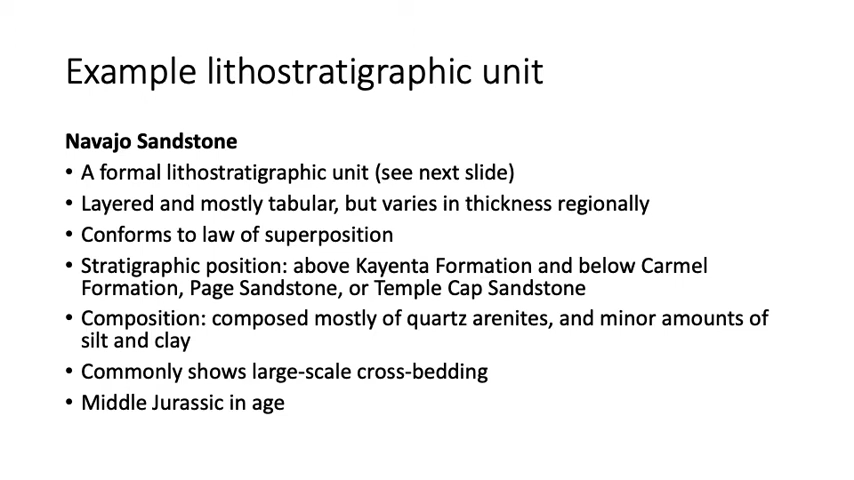 Example lithostratigraphic unit
Navajo Sandstone
• A formal lithostratigraphic unit (see next slide)
• Layered and mostly tabular, but varies in thickness regionally
• Conforms to law of superposition
• Stratigraphic position: above Kayenta Formation and below Carmel
Formation, Page Sandstone, or Temple Cap Sandstone
• Composition: composed mostly of quartz arenites, and minor amounts of
silt and clay
• Commonly shows large-scale cross-bedding
• Middle Jurassic in age